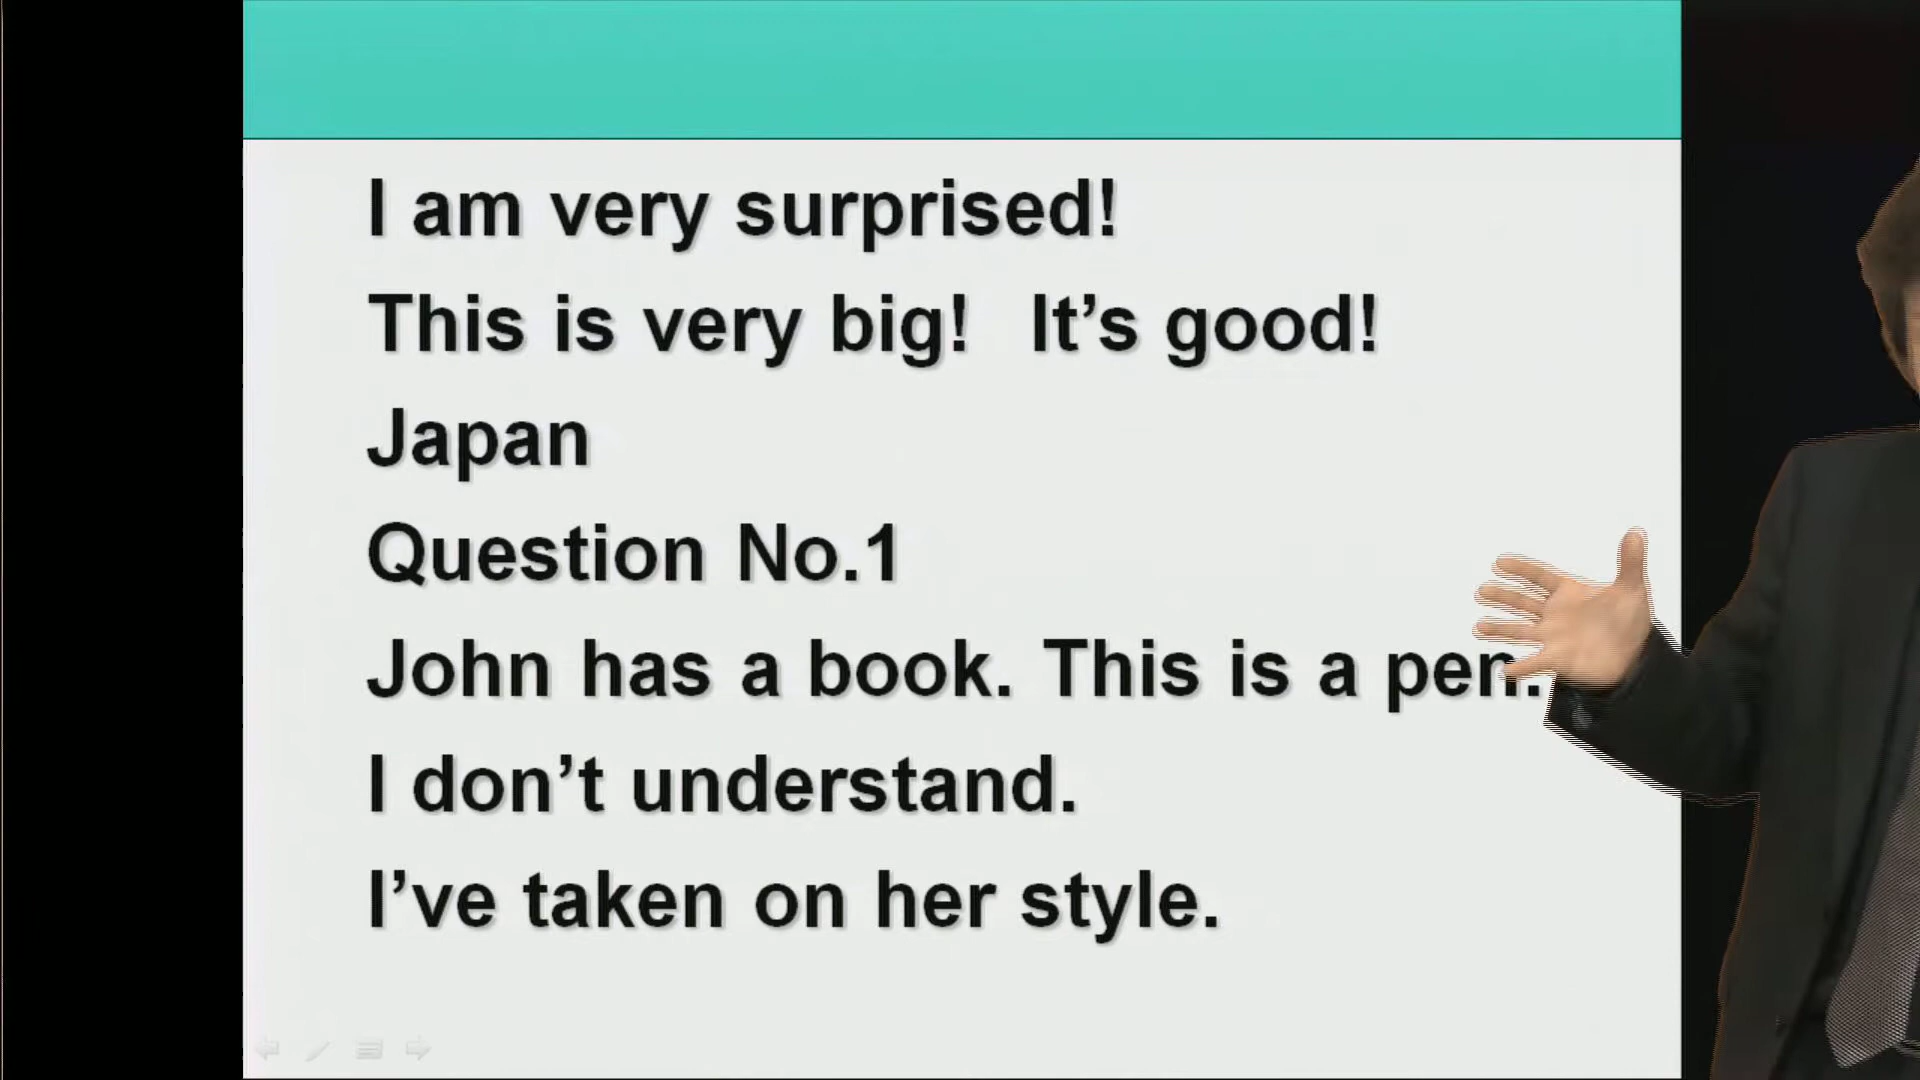 I am very surprised!
This is very big! It’s good!
Japan
Question No.1
John has a book. This is a pen.
I don’t understand.
I’ve taken on her style.